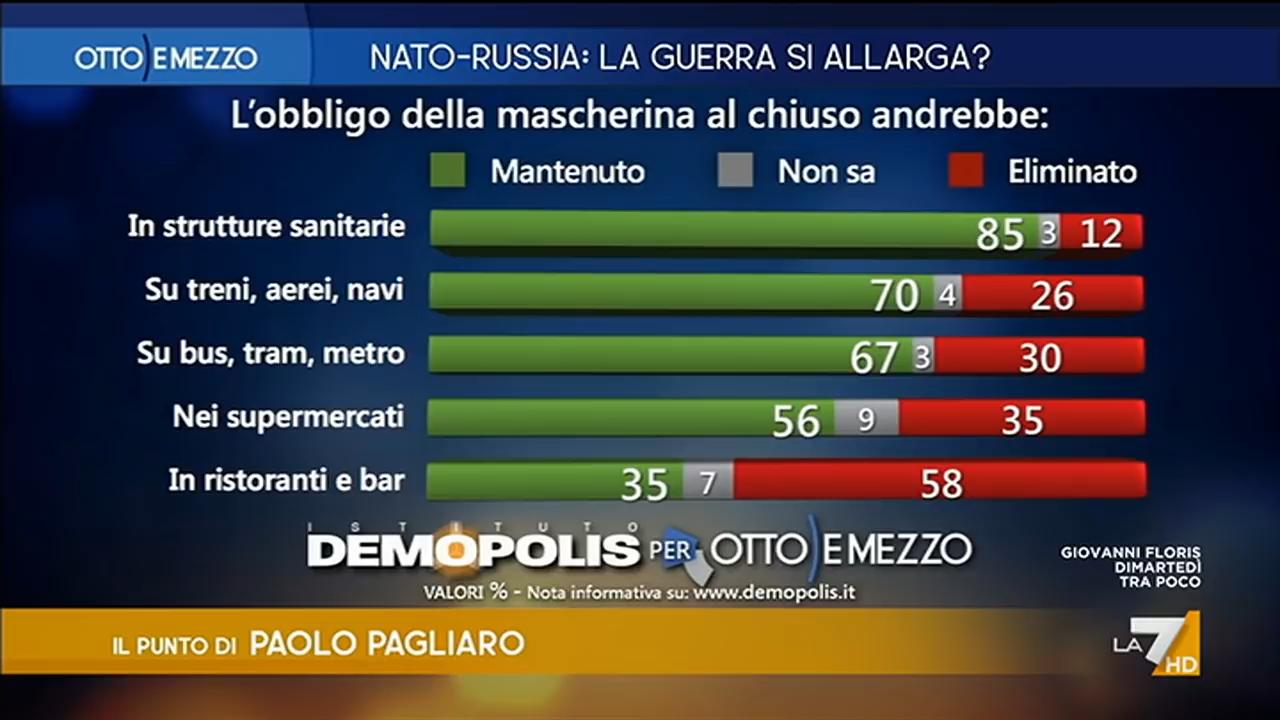 OTTO E MEZZO
NATO-RUSSIA: LA GUERRA SI ALLARGA?
L'obbligo della mascherina al chiuso andrebbe:
Mantenuto Non sa Eliminato
In strutture sanitarie 85 3 12
Su treni, aerei, navi 70 4 26
Su bus, tram, metro 67 3 30
Nei supermercati 56 9 35
In ristoranti e bar 35 7 58
ISTITUTO
DEMOPOLIS PER OTTO E MEZZO
VALORI % - Nota informativa su: www.demopolis.it
GIOVANNI FLORIS
DIMARTEDÌ
TRA POCO
IL PUNTO DI PAOLO PAGLIARO
LA 7 HD